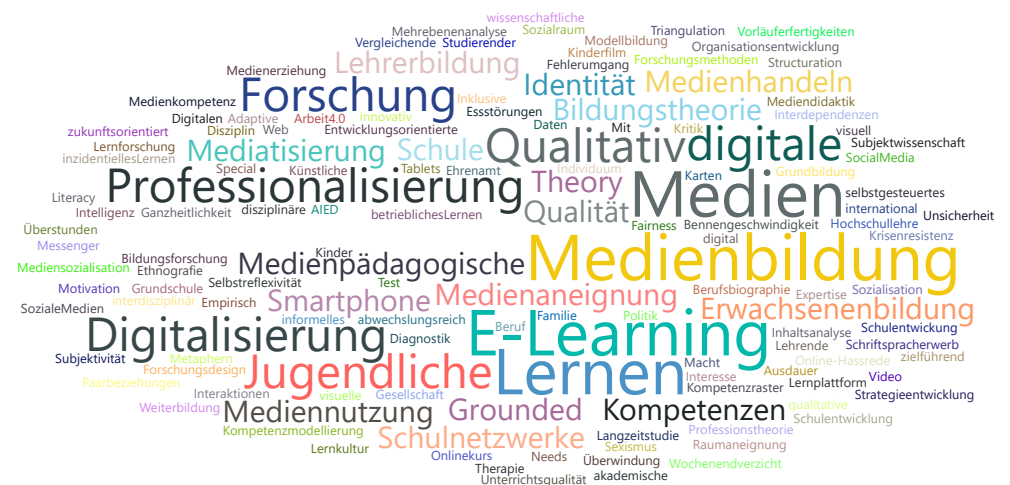 wissenschaftliche
Mehrebenenanalyse Sozialraum Triangulation Vorläuferfertigkeiten
Vergleichende Studierender Modellbildung Organisationsentwicklung
Lehrerbildung Kinderfilm Forschungsmethoden
Medienerziehung Fehlerumgang Structuration
Forschung Identität Medienhandeln
Medienkompetenz Inklusive Essstörungen Bildungstheorie Mediendidaktik
Digitalen Adaptive Arbeit4.0 innovativ Interdependenzen
zukunftsorientiert Disziplin Web Entwicklungsorientierte Daten Mit Kritik visuell
Lernforschung Mediatisierung Schule Qualitativ digitale Subjektwissenschaft
inzidentiellesLernen SocialMedia
Special Künstliche Tablets Ehrenamt Individuum Karten Grundbildung
Literacy Professionalisierung Theory Medien selbstgesteuertes
Intelligenz Ganzheitlichkeit disziplinäre AIED betrieblichesLernen Qualität international Unsicherheit
Überstunden Fairness Bennengeschwindigkeit Hochschullehre
Messenger digital Krisenresistenz
Bildungsforschung Kinder Medienpädagogische Medienbildung
Mediensozialisation Ethnografie
Motivation Grundschule Selbstreflexivität Test Berufsbiographie Sozialisation
interdisziplinär Empirisch Smartphone Medienaneignung Expertise
SozialeMedien Familie Politik Erwachsenenbildung
Digitalisierung informelles abwechslungsreich Beruf E-Learning Inhaltsanalyse Schulentwickung
Diagnostik Lehrende Schriftspracherwerb
Subjektivität Metaphern Macht Online-Hassrede zielführend
Forschungsdesign Jugendliche Lernen Interesse Ausdauer
Paarbeziehungen Kompetenzraster Lernplattform Video
Interaktionen visuelle Gesellschaft Strategieentwicklung
Weiterbildung Mediennutzung Grounded Kompetenzen qualitative
Schulentwicklung
Kompetenzmodellierung Schulnetzwerke Langzeitstudie Professionstheorie
Lernkultur Sexismus Raumaneignung
Onlinekurs Needs Überwindung Wochenendverzicht
Therapie akademische
Unterrichtsqualität